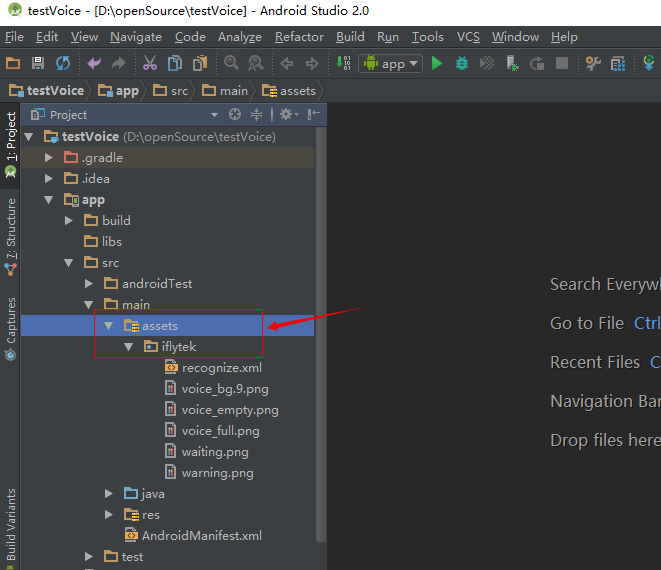 testVoice - [D:\openSource\testVoice] - Android Studio 2.0
File Edit View Navigate Code Analyze Refactor Build Run Tools VCS Window Help
app
testVoice app src main assets
Project
testVoice (D:\openSource\testVoice)
.gradle
.idea
app
build
libs
src
androidTest
main
assets
iflytek
recognize.xml
voice_bg.9.png
voice_empty.png
voice_full.png
waiting.png
warning.png
java
res
AndroidManifest.xml
test
1: Project
7: Structure
Captures
Build Variants
Search Everywh
Go to File Ctrl
Recent Files C
Navigation Bar
Drop files here